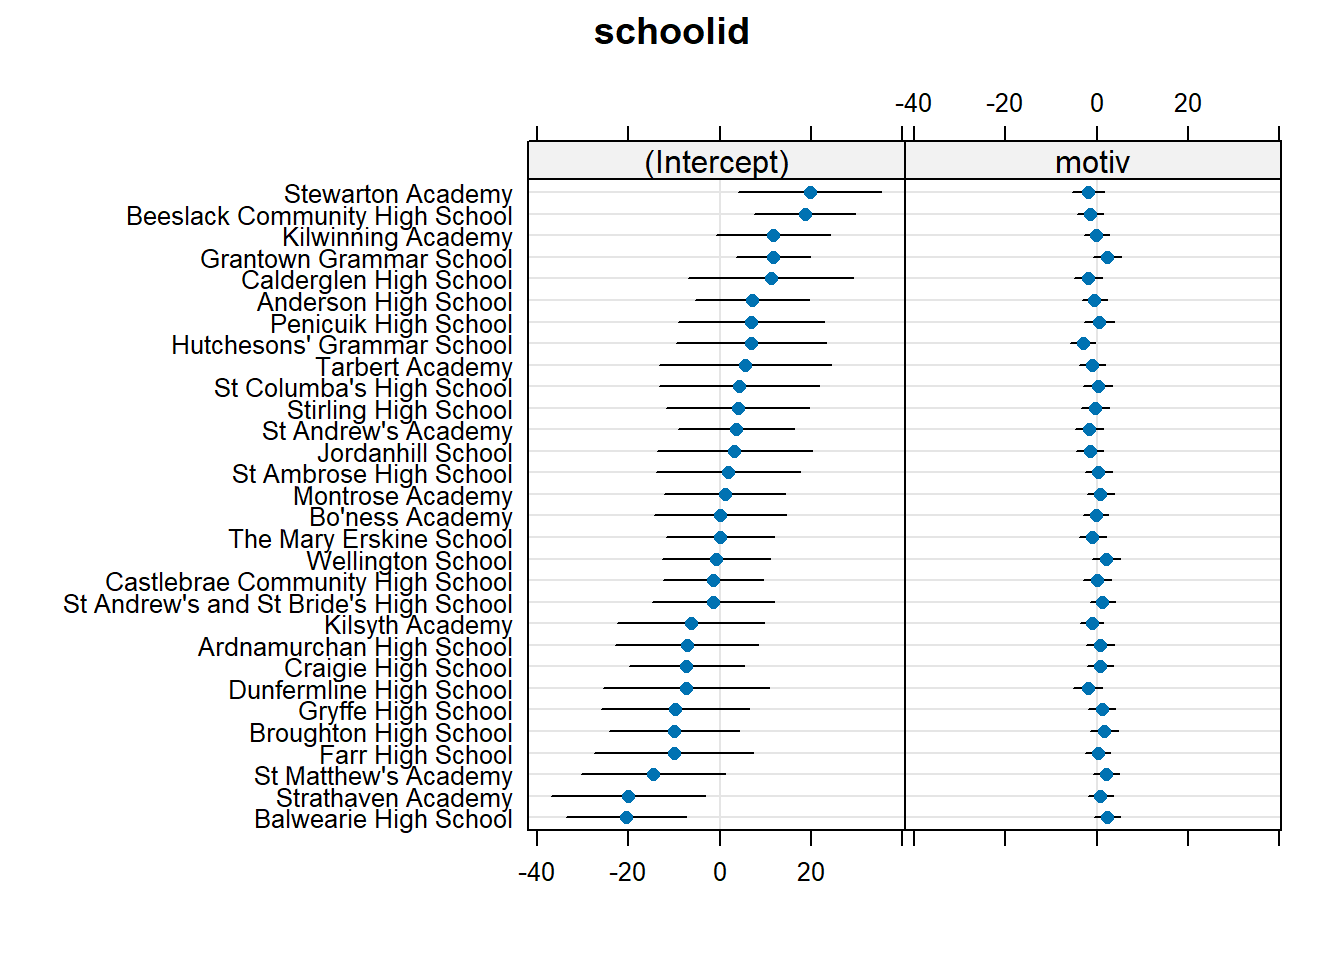 schoolid
-40 -20 0 20
(Intercept) motiv
Stewarton Academy
Beeslack Community High School
Kilwinning Academy
Grantown Grammar School
Calderglen High School
Anderson High School
Penicuik High School
Hutchesons' Grammar School
Tarbert Academy
St Columba's High School
Stirling High School
St Andrew's Academy
Jordanhill School
St Ambrose High School
Montrose Academy
Bo'ness Academy
The Mary Erskine School
Wellington School
Castlebrae Community High School
St Andrew's and St Bride's High School
Kilsyth Academy
Ardnamurchan High School
Craigie High School
Dunfermline High School
Gryffe High School
Broughton High School
Farr High School
St Matthew's Academy
Strathaven Academy
Balwearie High School
-40 -20 0 20